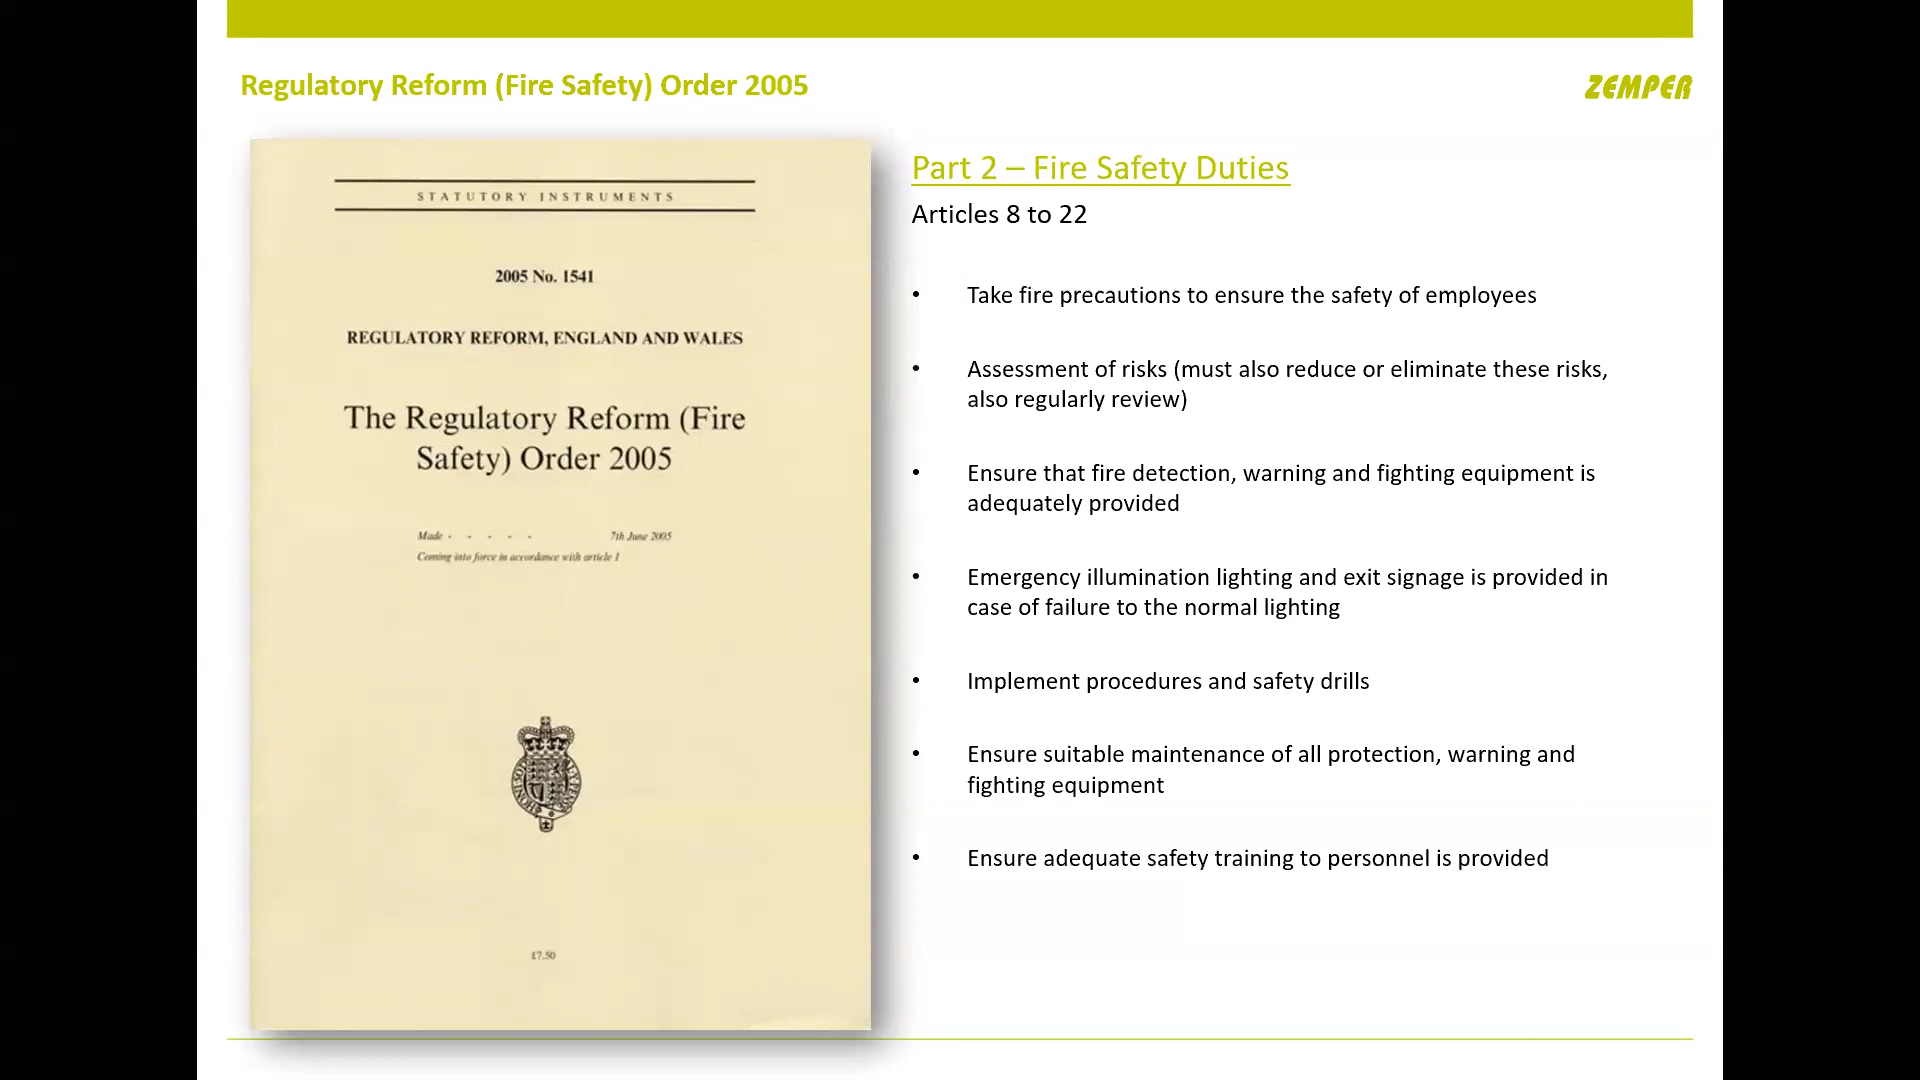 Regulatory Reform (Fire Safety) Order 2005
ZEMPER
STATUTORY INSTRUMENTS
2005 No. 1541
REGULATORY REFORM, ENGLAND AND WALES
The Regulatory Reform (Fire
Safety) Order 2005
Made - - - - - 7th June 2005
Coming into force in accordance with article 1
£7.50
Part 2 – Fire Safety Duties
Articles 8 to 22
• Take fire precautions to ensure the safety of employees
• Assessment of risks (must also reduce or eliminate these risks,
also regularly review)
• Ensure that fire detection, warning and fighting equipment is
adequately provided
• Emergency illumination lighting and exit signage is provided in
case of failure to the normal lighting
• Implement procedures and safety drills
• Ensure suitable maintenance of all protection, warning and
fighting equipment
• Ensure adequate safety training to personnel is provided